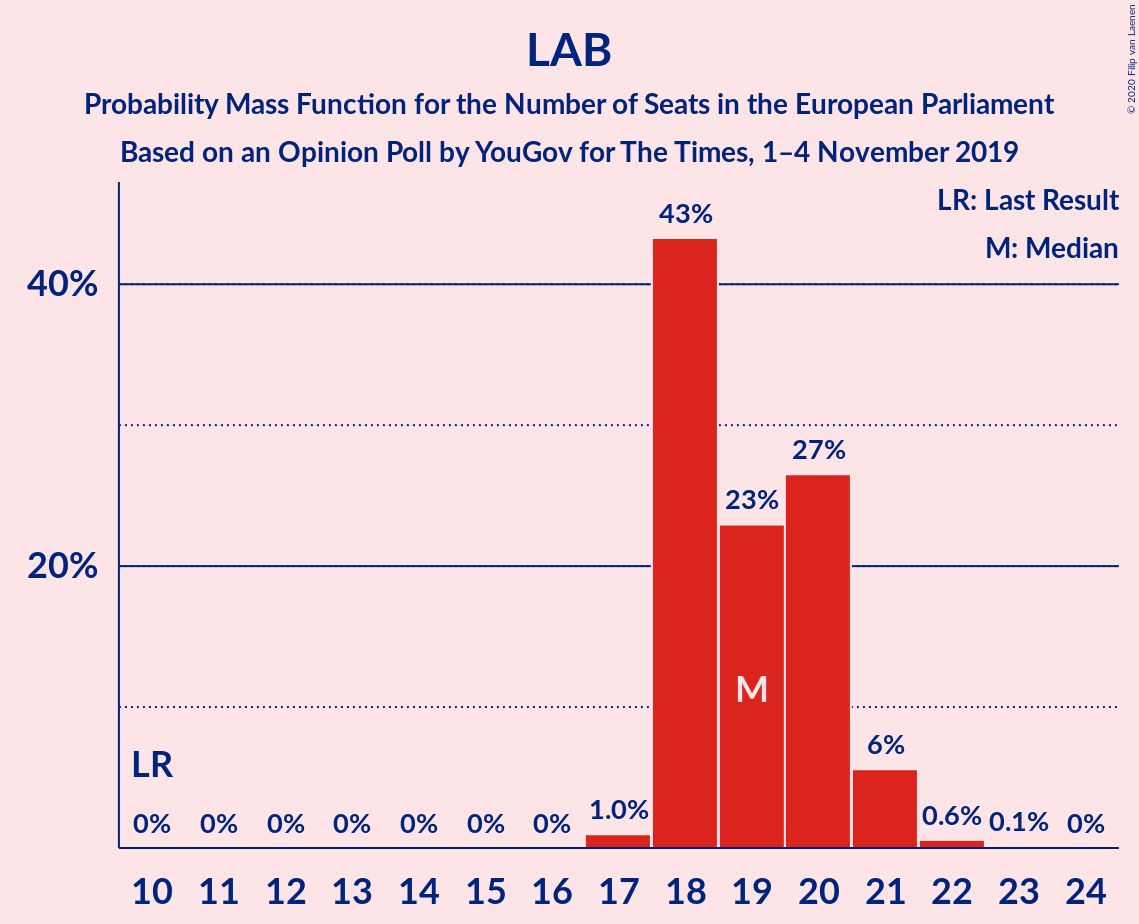 LAB
Probability Mass Function for the Number of Seats in the European Parliament
Based on an Opinion Poll by YouGov for The Times, 1–4 November 2019
© 2020 Filip van Laenen
LR: Last Result
M: Median
43%
40%
27%
23%
20%
M
6%
LR
0% 0% 0% 0% 0% 0% 0% 1.0% 0.6% 0.1% 0%
10 11 12 13 14 15 16 17 18 19 20 21 22 23 24